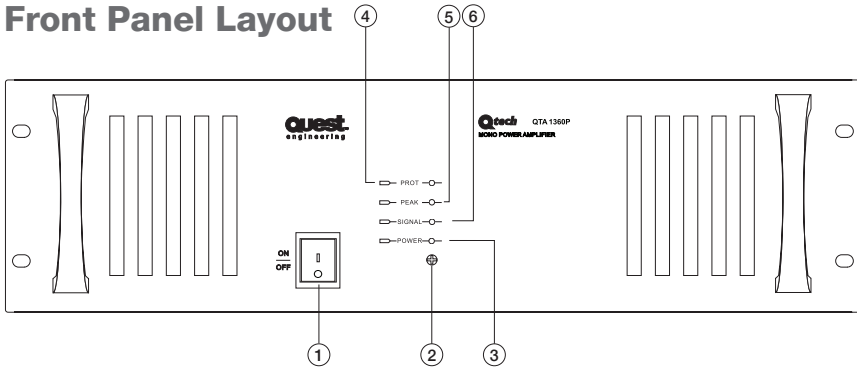 Front Panel Layout
4
5
6
Quest
engineering
Qtech QTA 1360P
MONO POWER AMPLIFIER
PROT
PEAK
SIGNAL
POWER
ON
OFF
1
2
3